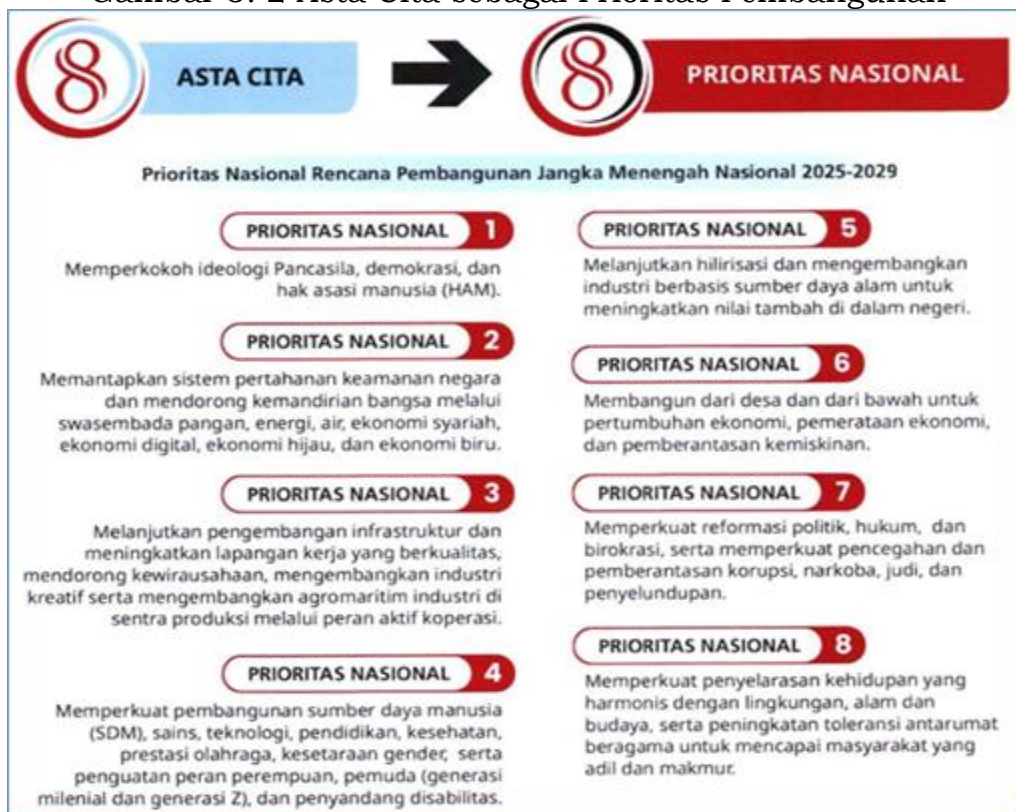 Gambar 3. 2 Asta Cita sebagai Prioritas Pembangunan
8 ASTA CITA
8 PRIORITAS NASIONAL
Prioritas Nasional Rencana Pembangunan Jangka Menengah Nasional 2025-2029
PRIORITAS NASIONAL 1
Memperkokoh ideologi Pancasila, demokrasi, dan
hak asasi manusia (HAM).
PRIORITAS NASIONAL 2
Memantapkan sistem pertahanan keamanan negara
dan mendorong kemandirian bangsa melalui
swasembada pangan, energi, air, ekonomi syariah,
ekonomi digital, ekonomi hijau, dan ekonomi biru.
PRIORITAS NASIONAL 3
Melanjutkan pengembangan infrastruktur dan
meningkatkan lapangan kerja yang berkualitas,
mendorong kewirausahaan, mengembangkan industri
kreatif serta mengembangkan agromaritim industri di
sentra produksi melalui peran aktif koperasi.
PRIORITAS NASIONAL 4
Memperkuat pembangunan sumber daya manusia
(SDM), sains, teknologi, pendidikan, kesehatan,
prestasi olahraga, kesetaraan gender, serta
penguatan peran perempuan, pemuda (generasi
milenial dan generasi Z), dan penyandang disabilitas.
PRIORITAS NASIONAL 5
Melanjutkan hilirisasi dan mengembangkan
industri berbasis sumber daya alam untuk
meningkatkan nilai tambah di dalam negeri.
PRIORITAS NASIONAL 6
Membangun dari desa dan dari bawah untuk
pertumbuhan ekonomi, pemerataan ekonomi,
dan pemberantasan kemiskinan.
PRIORITAS NASIONAL 7
Memperkuat reformasi politik, hukum, dan
birokrasi, serta memperkuat pencegahan dan
pemberantasan korupsi, narkoba, judi, dan
penyelundupan.
PRIORITAS NASIONAL 8
Memperkuat penyelarasan kehidupan yang
harmonis dengan lingkungan, alam dan
budaya, serta peningkatan toleransi antarumat
beragama untuk mencapai masyarakat yang
adil dan makmur.